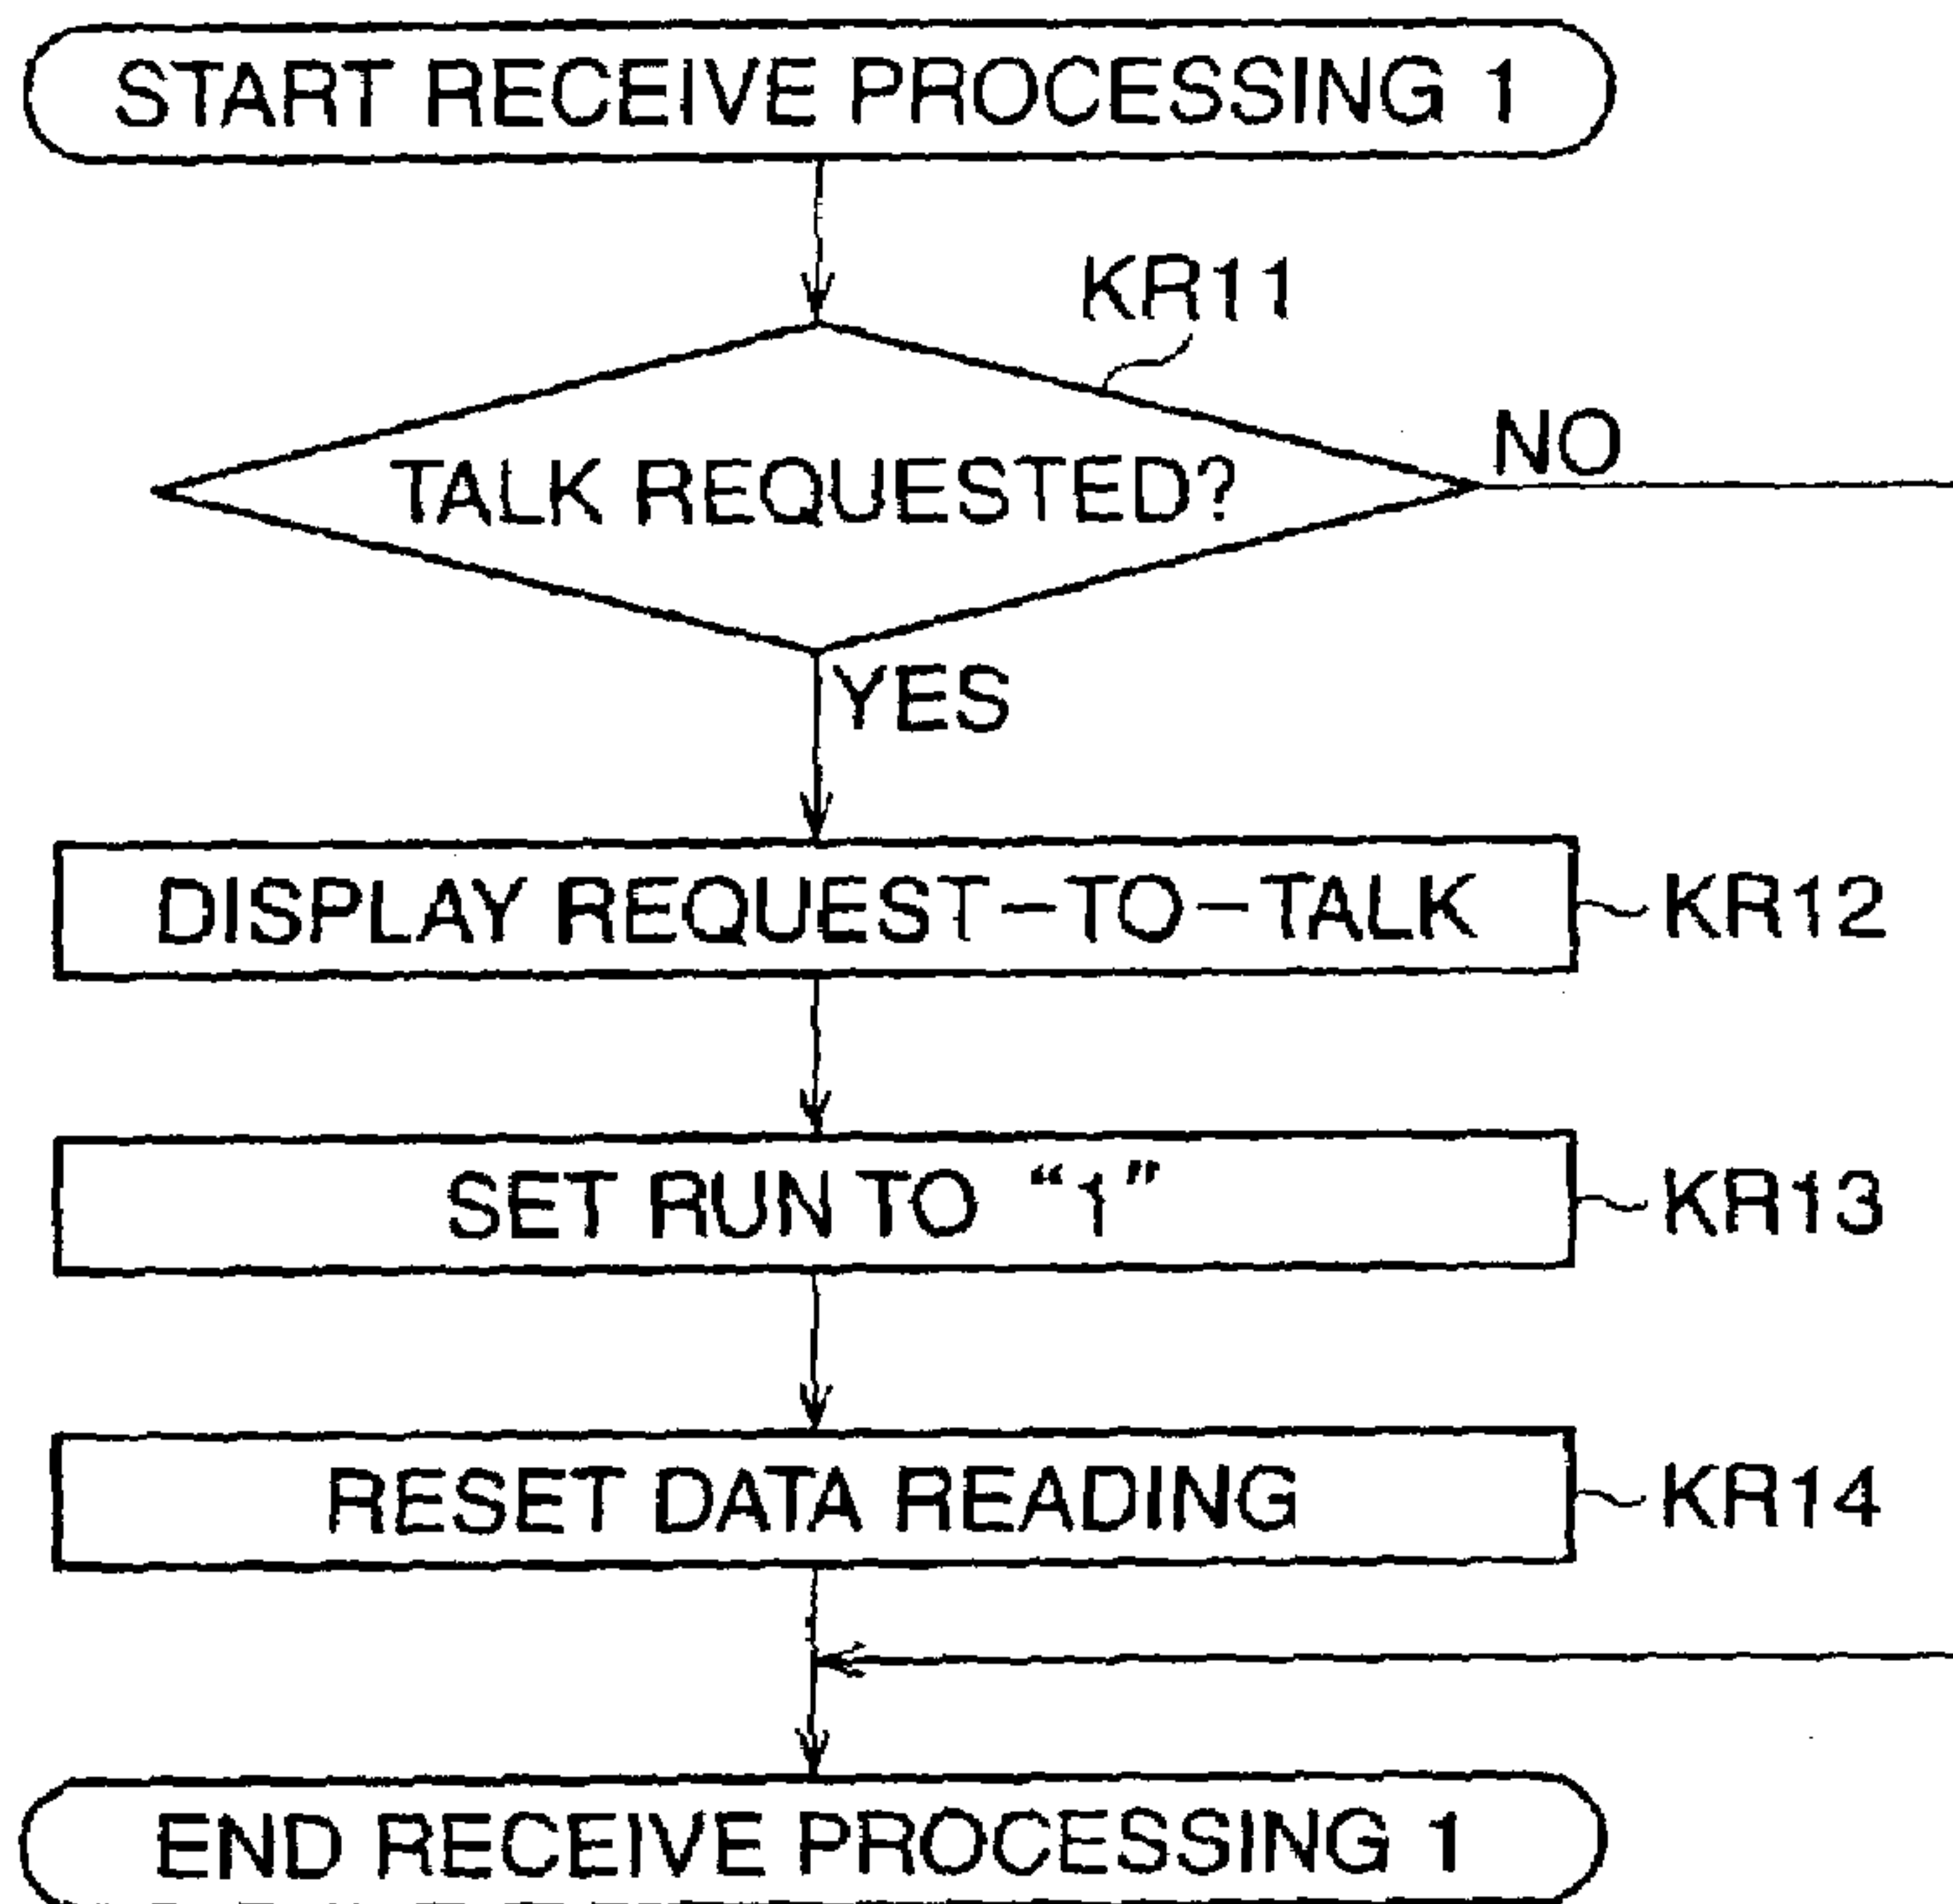 START RECEIVE PROCESSING 1
KR11
TALK REQUESTED?
NO
YES
DISPLAY REQUEST-TO-TALK
KR12
SET RUN TO “1”
KR13
RESET DATA READING
KR14
END RECEIVE PROCESSING 1